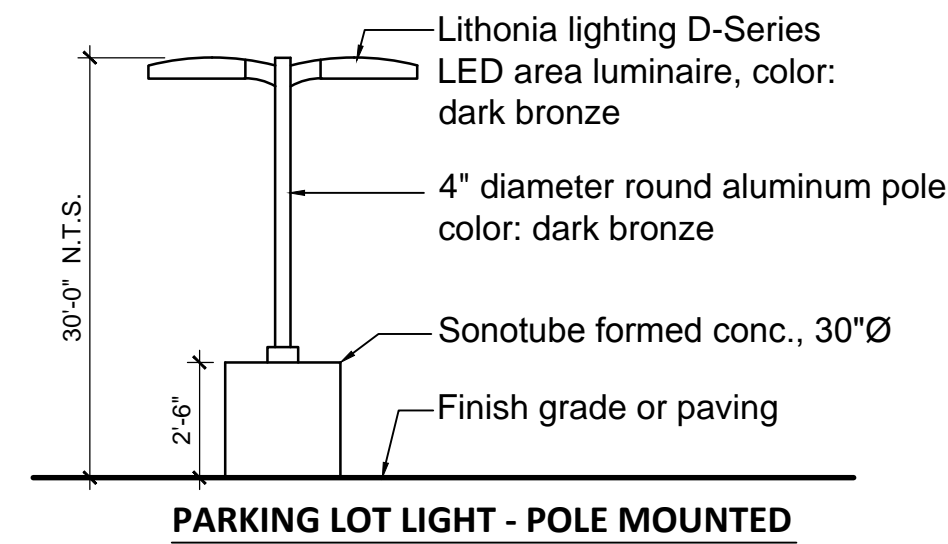 Lithonia lighting D-Series
LED area luminaire, color:
dark bronze
4" diameter round aluminum pole
color: dark bronze
30'-0" N.T.S.
Sonotube formed conc., 30"Ø
2'-6"
Finish grade or paving
PARKING LOT LIGHT - POLE MOUNTED